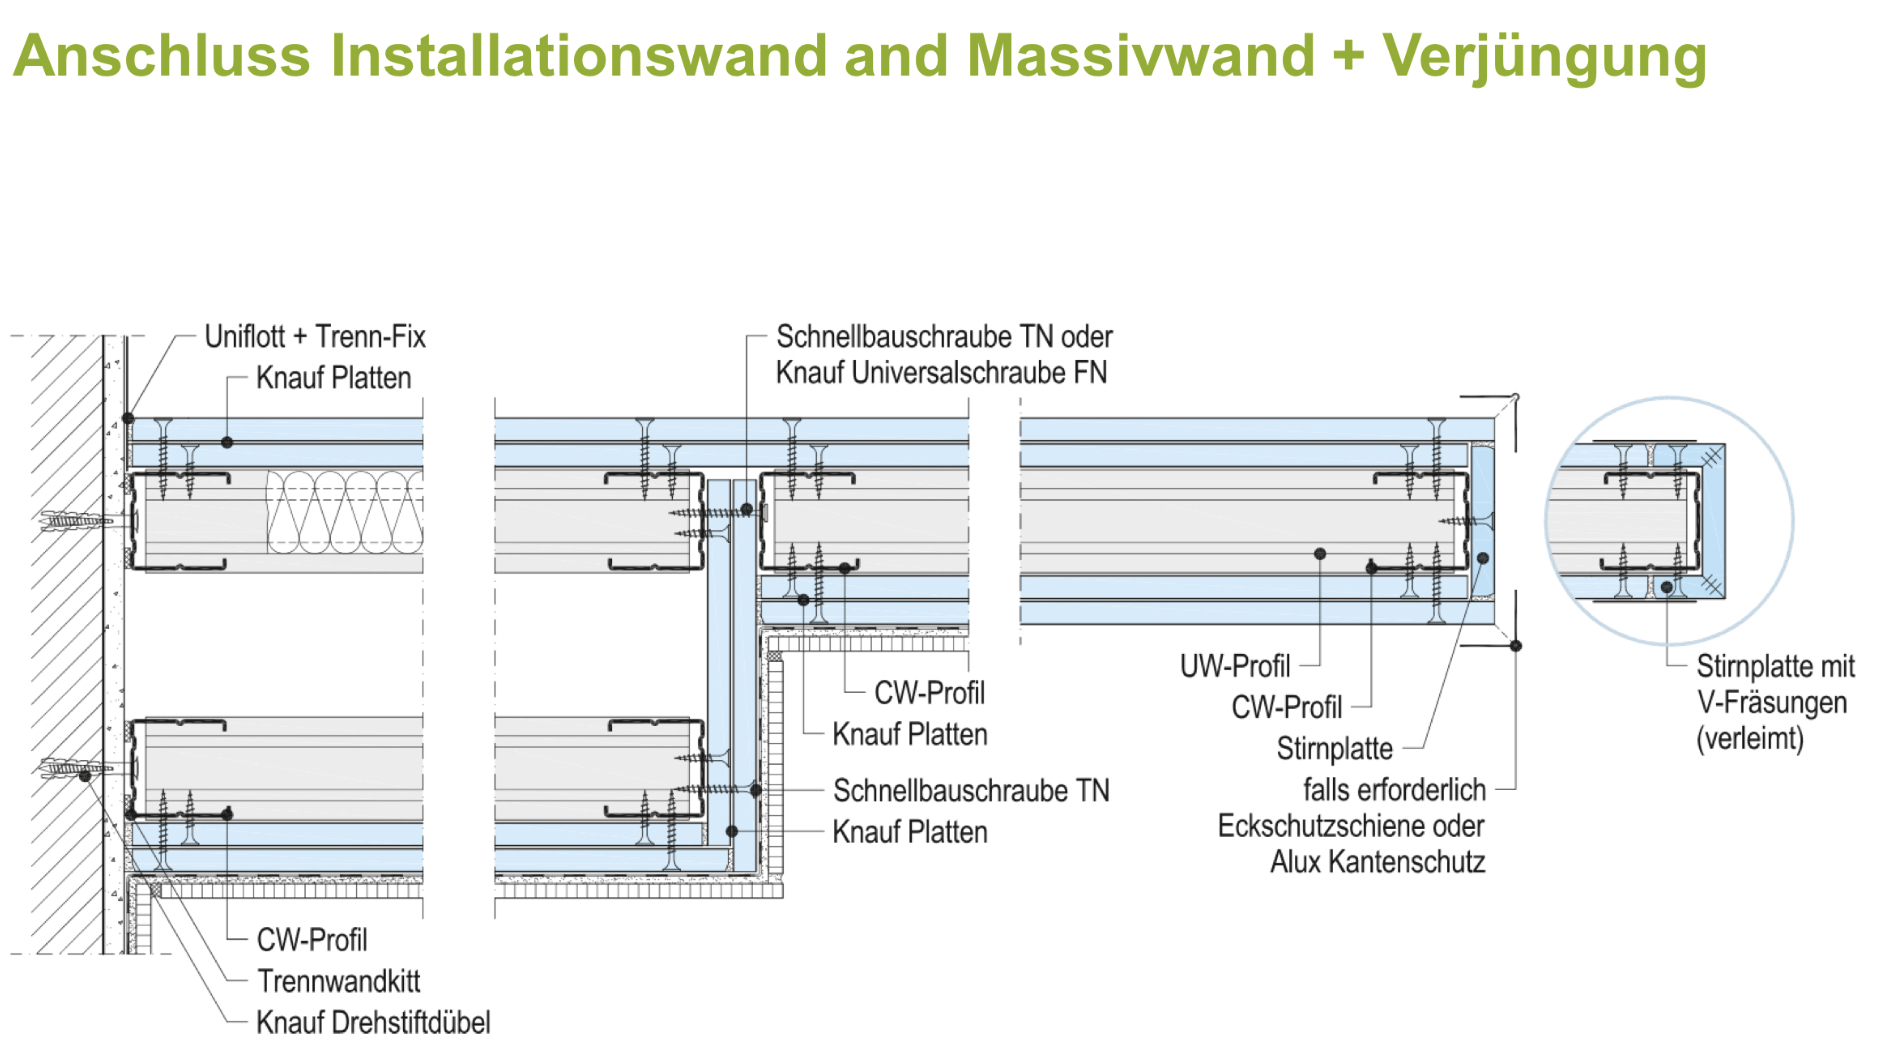 Anschluss Installationswand and Massivwand + Verjüngung
Uniflott + Trenn-Fix
Knauf Platten
Schnellbauschraube TN oder
Knauf Universalschraube FN
CW-Profil
Knauf Platten
Schnellbauschraube TN
Knauf Platten
UW-Profil
CW-Profil
Stirnplatte
falls erforderlich
Eckschutzschiene oder
Alux Kantenschutz
Stirnplatte mit
V-Fräsungen
(verleimt)
CW-Profil
Trennwandkitt
Knauf Drehstiftdübel